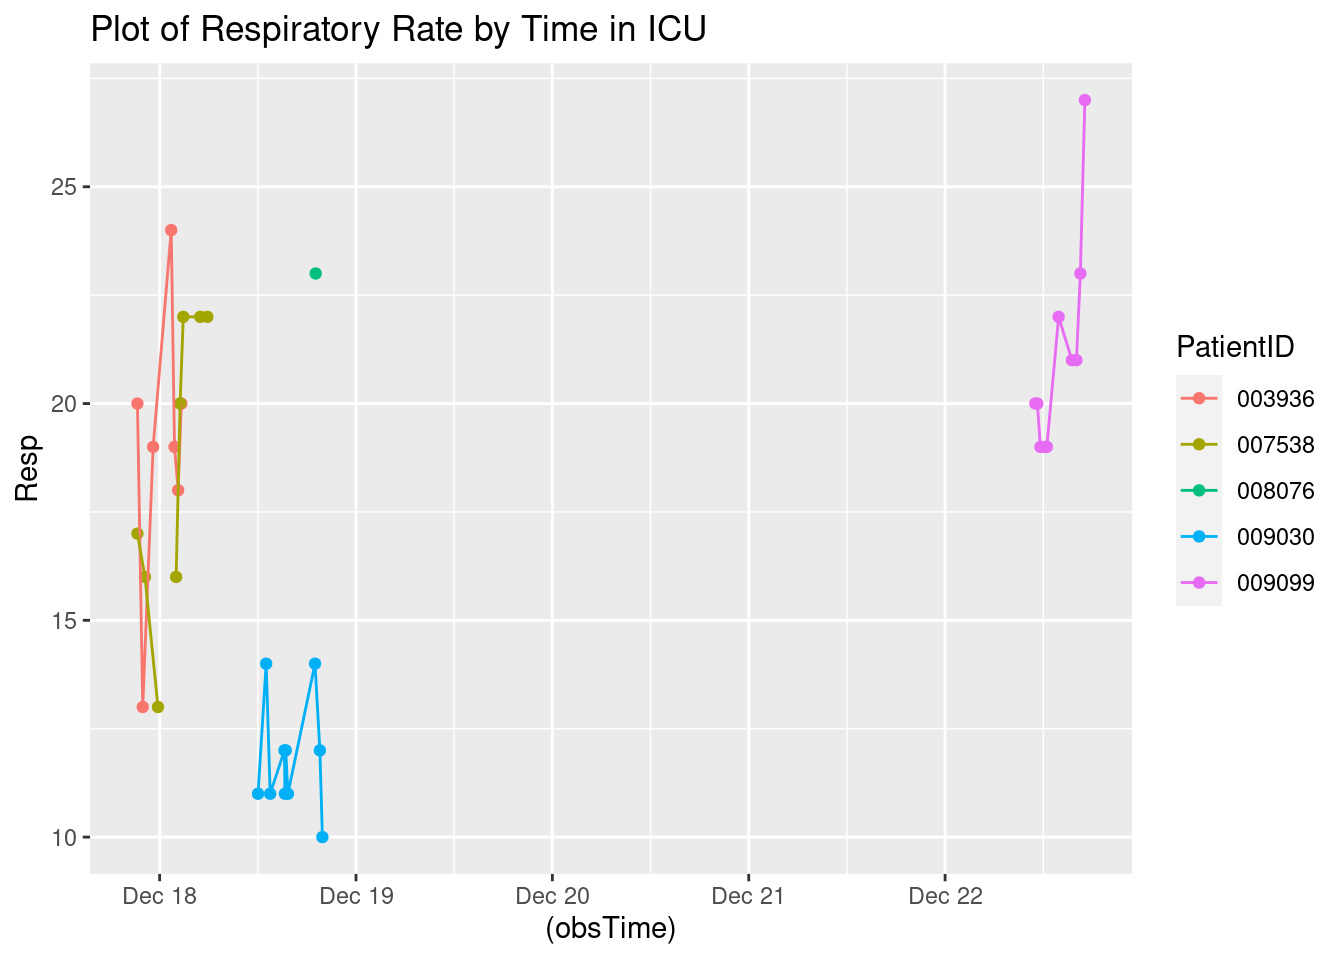 Plot of Respiratory Rate by Time in ICU
Resp
25
20
15
10
Dec 18 Dec 19 Dec 20 Dec 21 Dec 22
(obsTime)
PatientID
003936
007538
008076
009030
009099